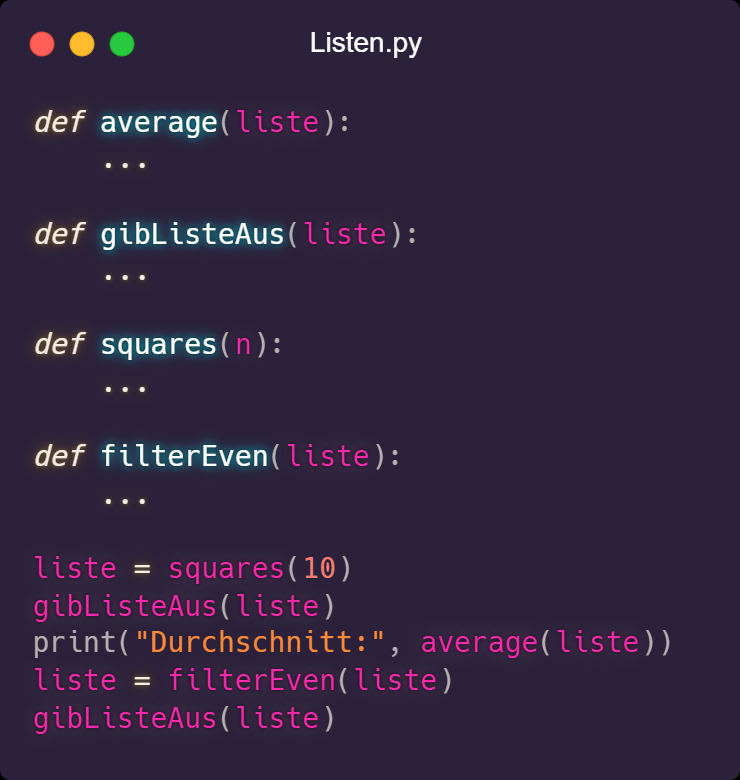 Listen.py
def average(liste):
    ...
def gibListeAus(liste):
    ...
def squares(n):
    ...
def filterEven(liste):
    ...
liste = squares(10)
gibListeAus(liste)
print("Durchschnitt:", average(liste))
liste = filterEven(liste)
gibListeAus(liste)